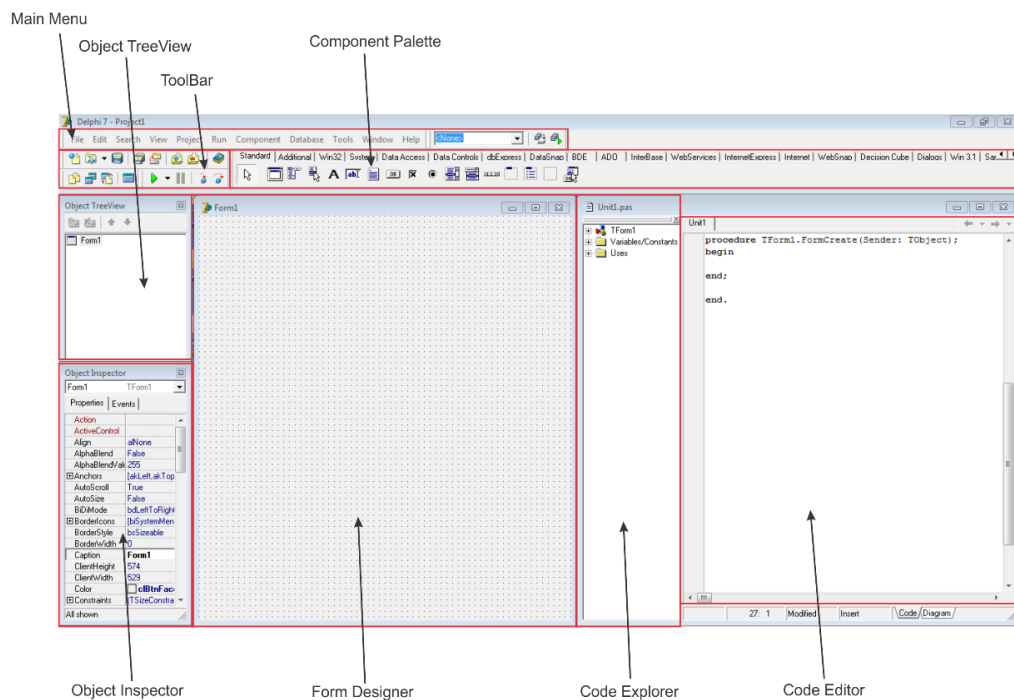 Main Menu
Object TreeView
Component Palette
ToolBar
Delphi 7 - Project1
File Edit Search View Project Run Component Database Tools Window Help <None>
Standard Additional Win32 System Data Access Data Controls dbExpress DataSnap BDE ADO InterBase WebServices InternetExpress Internet WebSnap Decision Cube Dialogs Win 3.1
Object TreeView
Form1
Form1
Unit1.pas
TForm1
Variables/Constants
Uses
Unit1
procedure TForm1.FormCreate(Sender: TObject);
begin
end;
end.
Object Inspector
Form1 TForm1
Properties Events
Action
ActiveControl
Align alNone
AlphaBlend False
AlphaBlendValu 255
Anchors [akLeft,akTop
AutoScroll True
AutoSize False
BiDiMode bdLeftToRight
BorderIcons [biSystemMen
BorderStyle bsSizeable
BorderWidth 0
Caption Form1
ClientHeight 574
ClientWidth 529
Color clBtnFac
Constraints (TSizeConstra
All shown
27: 1 Modified Insert Code Diagram
Object Inspector
Form Designer
Code Explorer
Code Editor